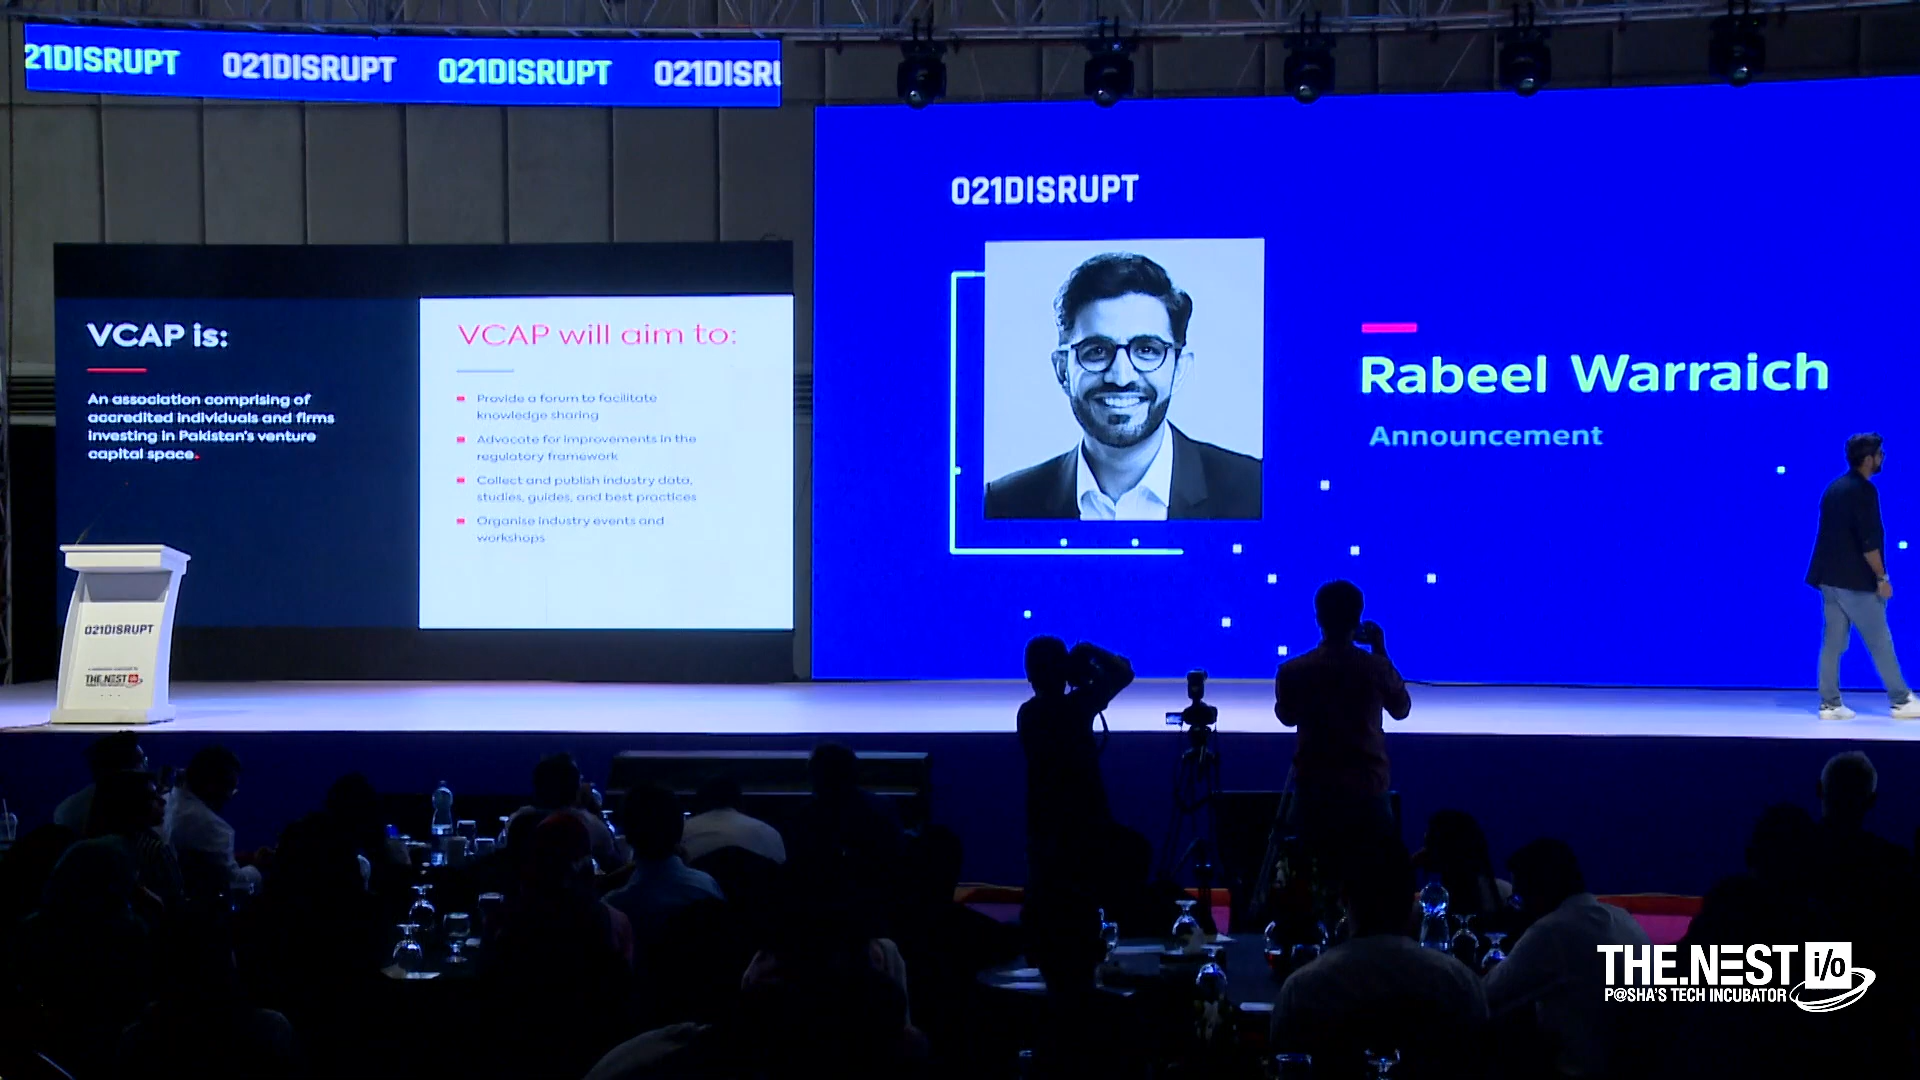 21DISRUPT 021DISRUPT 021DISRUPT 021DISRU
021DISRUPT
Rabeel Warraich
Announcement
VCAP is:
An association comprising of
accredited individuals and firms
investing in Pakistan's venture
capital space.
VCAP will aim to:
Provide a forum to facilitate
knowledge sharing
Advocate for improvements in the
regulatory framework
Collect and publish industry data,
studies, guides, and best practices
Organise industry events and
workshops
021DISRUPT
THE.NEST i/o
THE.NEST i/o
P@SHA'S TECH INCUBATOR